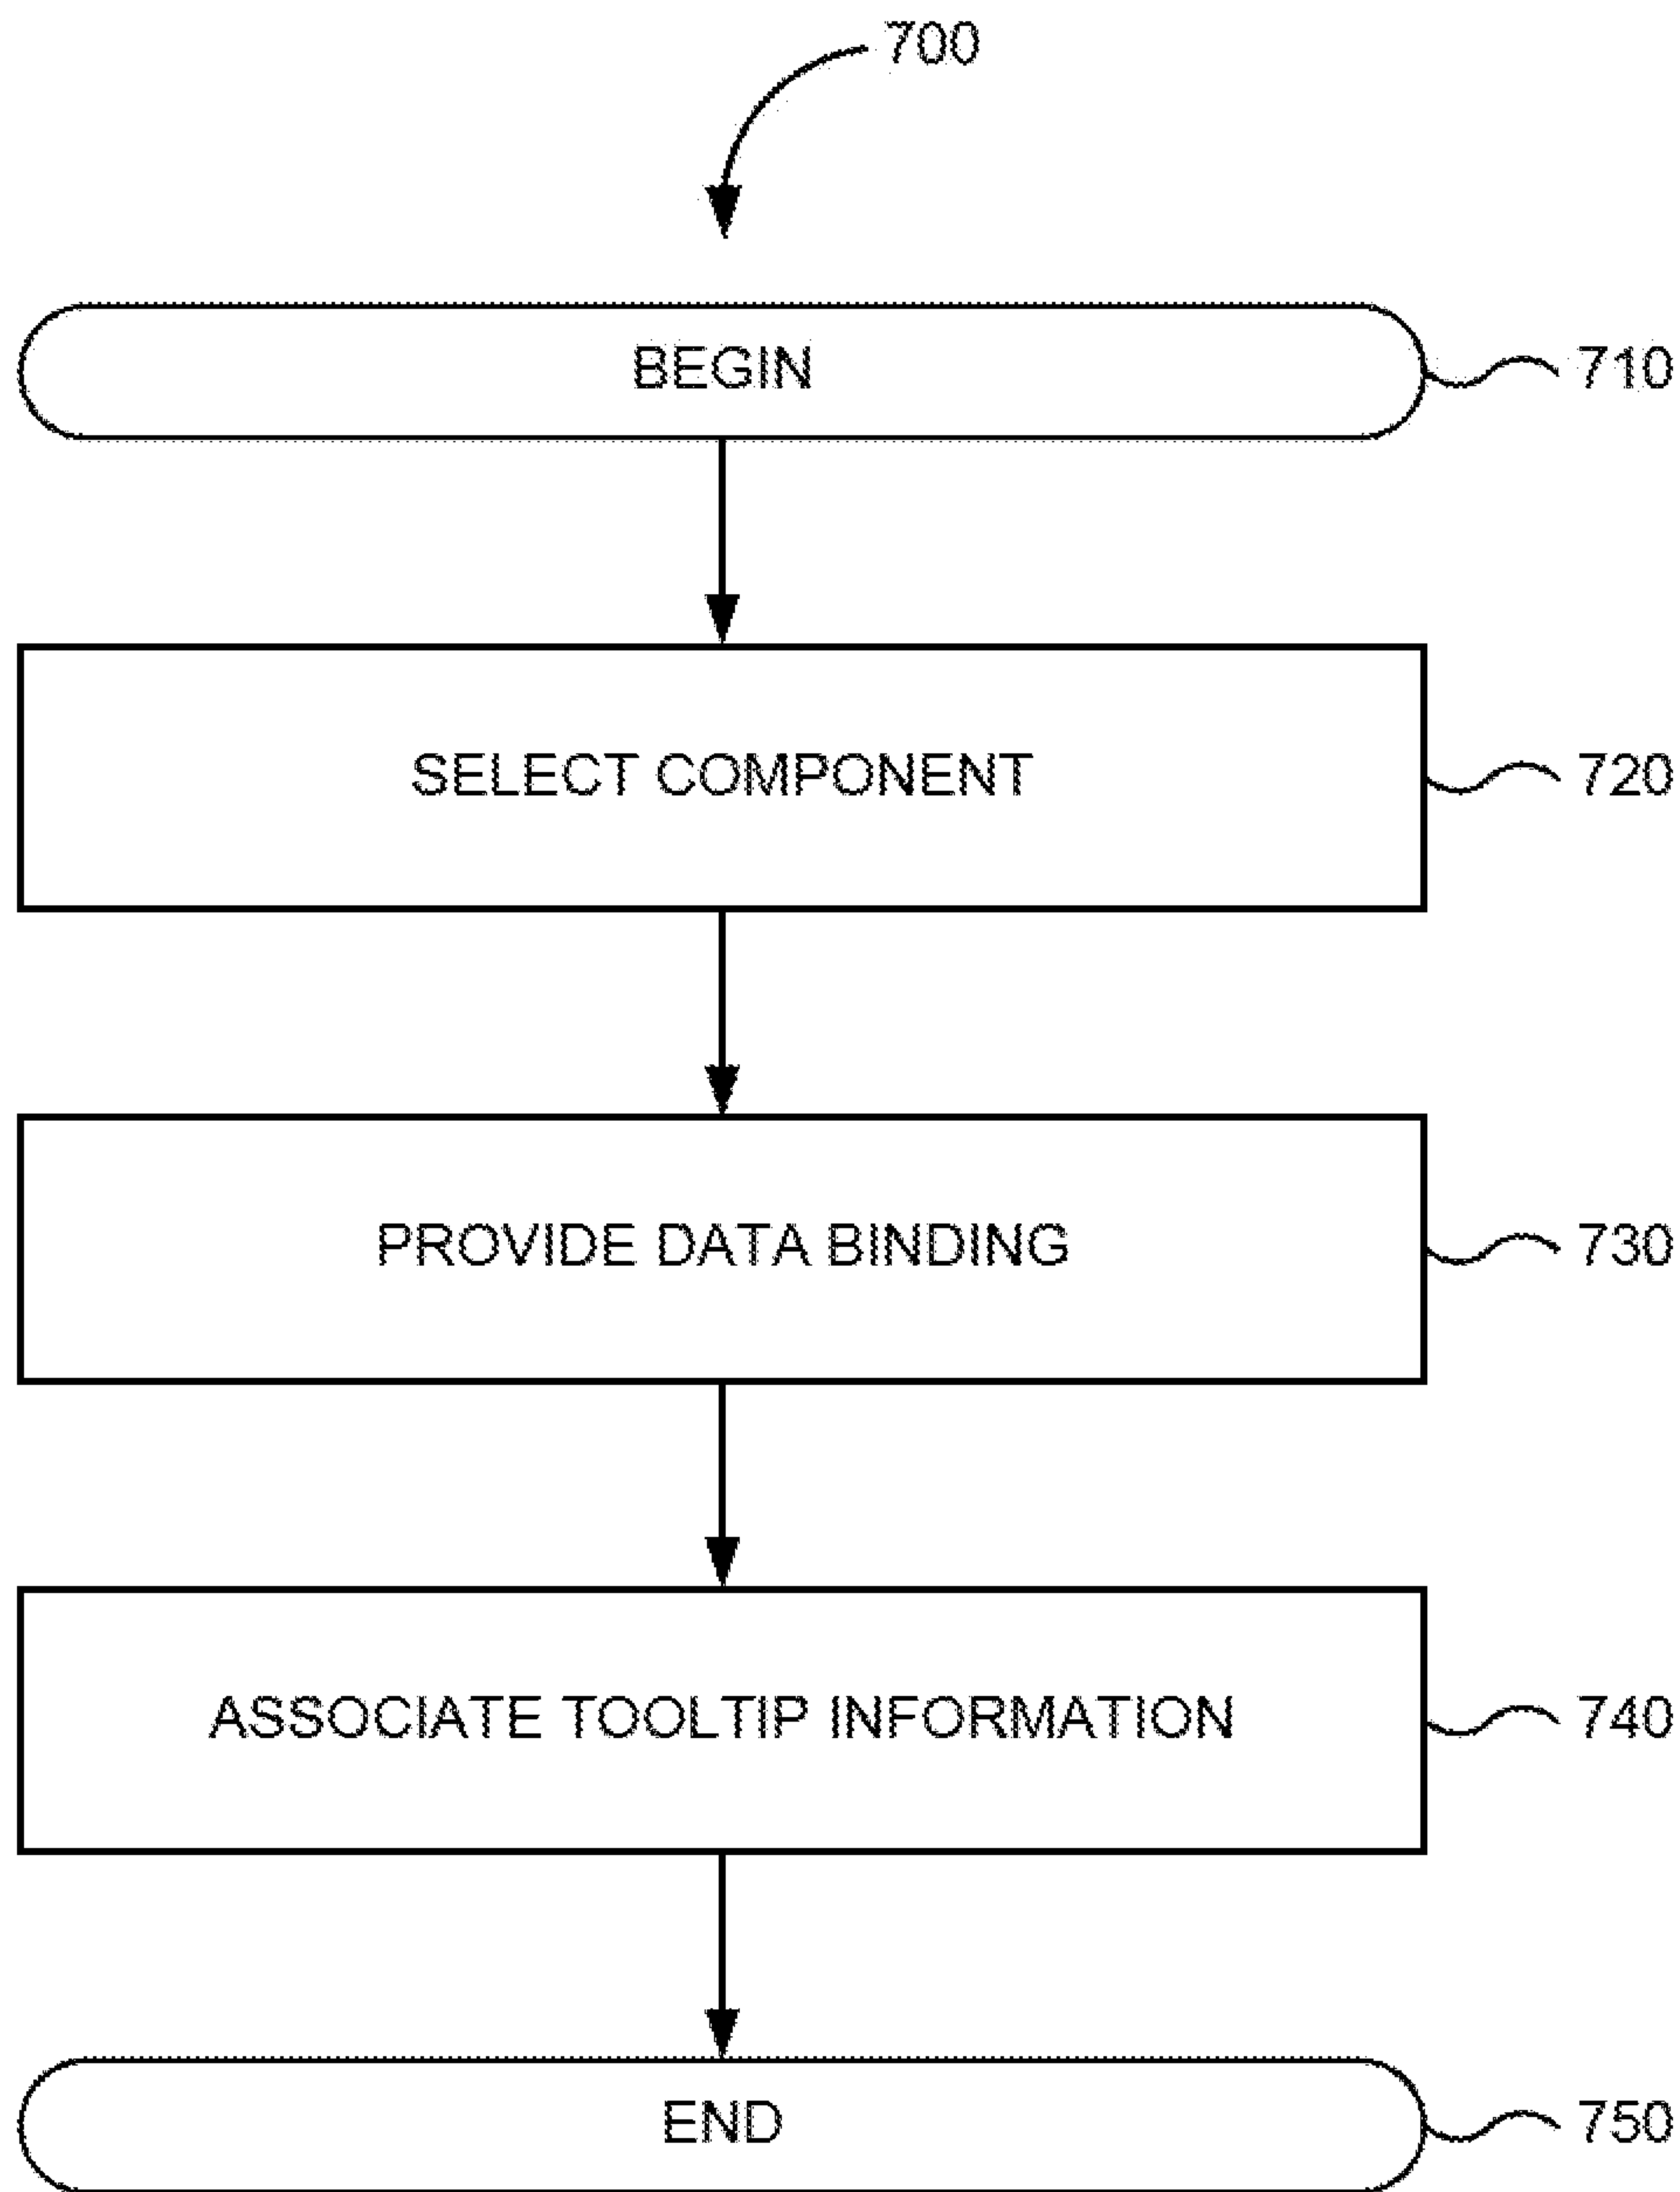 700
BEGIN
710
SELECT COMPONENT
720
PROVIDE DATA BINDING
730
ASSOCIATE TOOLTIP INFORMATION
740
END
750